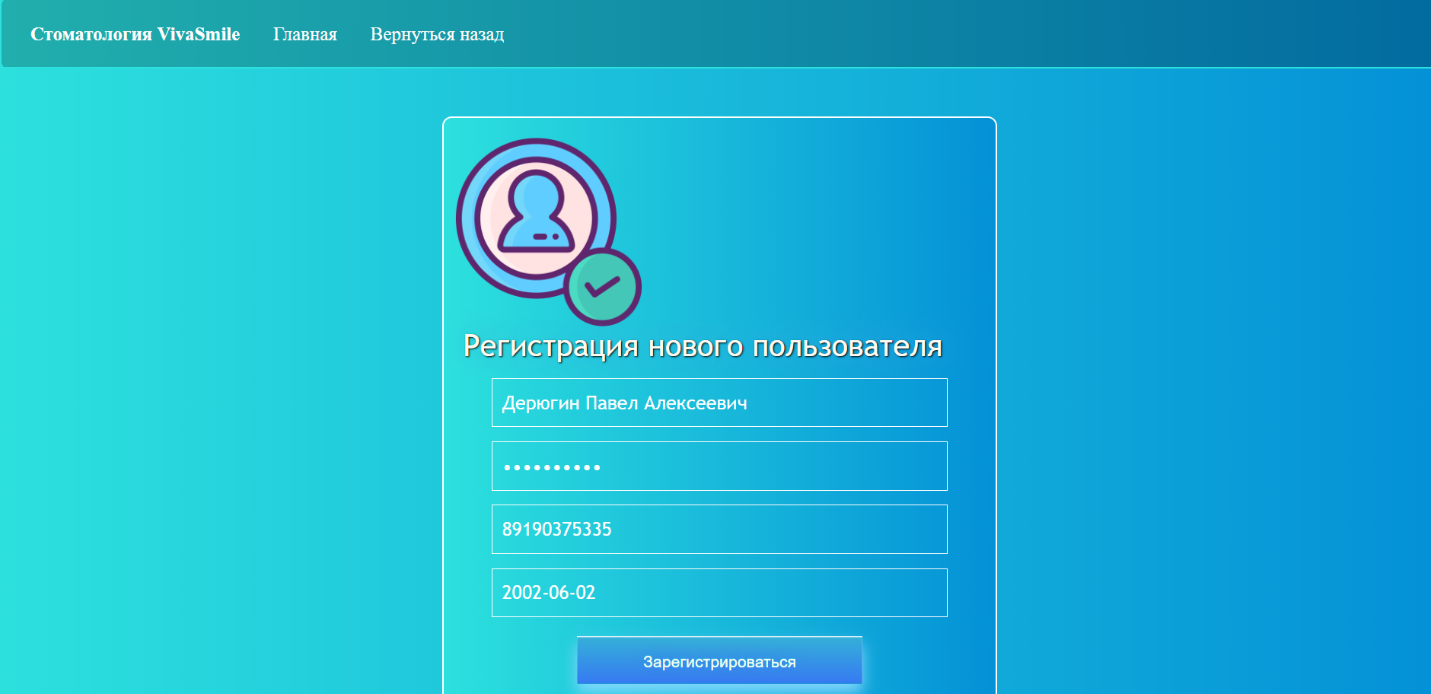 Стоматология VivaSmile Главная Вернуться назад
Регистрация нового пользователя
Дерюгин Павел Алексеевич
••••••••••
89190375335
2002-06-02
Зарегистрироваться